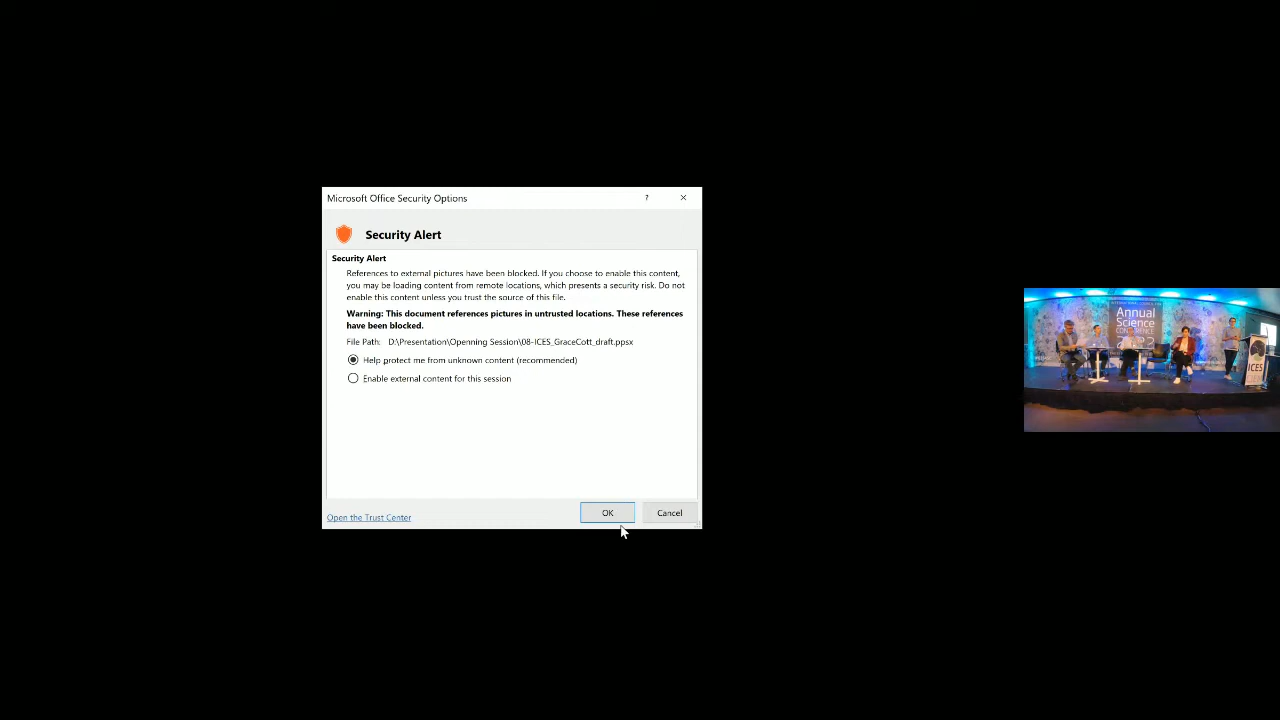 Microsoft Office Security Options
?
Security Alert
Security Alert
References to external pictures have been blocked. If you choose to enable this content,
you may be loading content from remote locations, which presents a security risk. Do not
enable this content unless you trust the source of this file.
Warning: This document references pictures in untrusted locations. These references
have been blocked.
File Path: D:\Presentation\Openning Session\08-ICES_GraceCott_draft.ppsx
Help protect me from unknown content (recommended)
Enable external content for this session
Open the Trust Center
OK
Cancel
Annual
Science
ICES